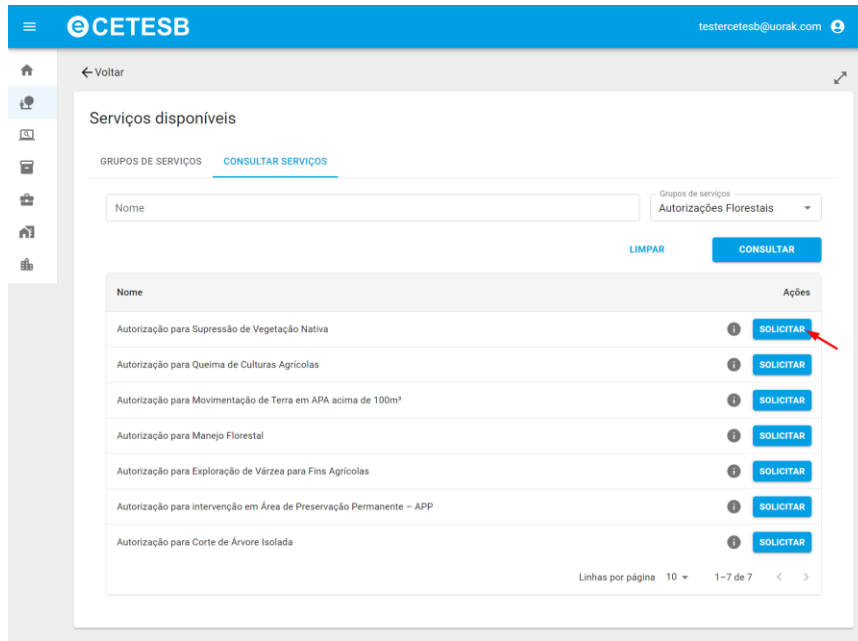 eCETESB
testercetesb@uorak.com
Voltar
Serviços disponíveis
GRUPOS DE SERVIÇOS CONSULTAR SERVIÇOS
Grupos de serviços
Nome Autorizações Florestais
LIMPAR CONSULTAR
Nome Ações
Autorização para Supressão de Vegetação Nativa SOLICITAR
Autorização para Queima de Culturas Agrícolas SOLICITAR
Autorização para Movimentação de Terra em APA acima de 100m³ SOLICITAR
Autorização para Manejo Florestal SOLICITAR
Autorização para Exploração de Várzea para Fins Agrícolas SOLICITAR
Autorização para intervenção em Área de Preservação Permanente – APP SOLICITAR
Autorização para Corte de Árvore Isolada SOLICITAR
Linhas por página 10 1–7 de 7